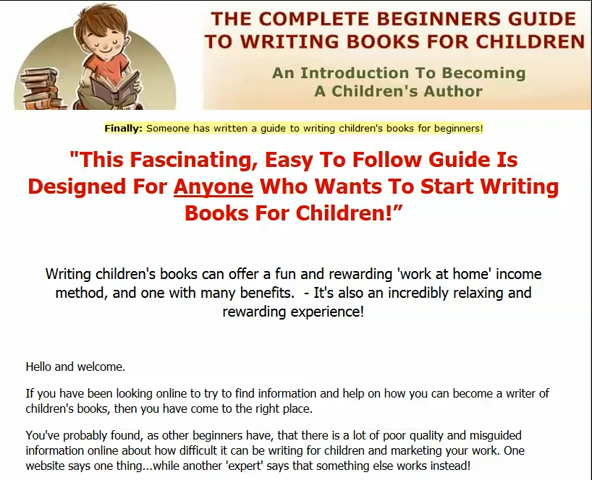 THE COMPLETE BEGINNERS GUIDE
TO WRITING BOOKS FOR CHILDREN
An Introduction To Becoming
A Children's Author
Finally: Someone has written a guide to writing children's books for beginners!
"This Fascinating, Easy To Follow Guide Is
Designed For Anyone Who Wants To Start Writing
Books For Children!”
Writing children's books can offer a fun and rewarding 'work at home' income
method, and one with many benefits.  - It's also an incredibly relaxing and
rewarding experience!
Hello and welcome.
If you have been looking online to try to find information and help on how you can become a writer of
children's books, then you have come to the right place.
You've probably found, as other beginners have, that there is a lot of poor quality and misguided
information online about how difficult it can be writing for children and marketing your work. One
website says one thing...while another 'expert' says that something else works instead!